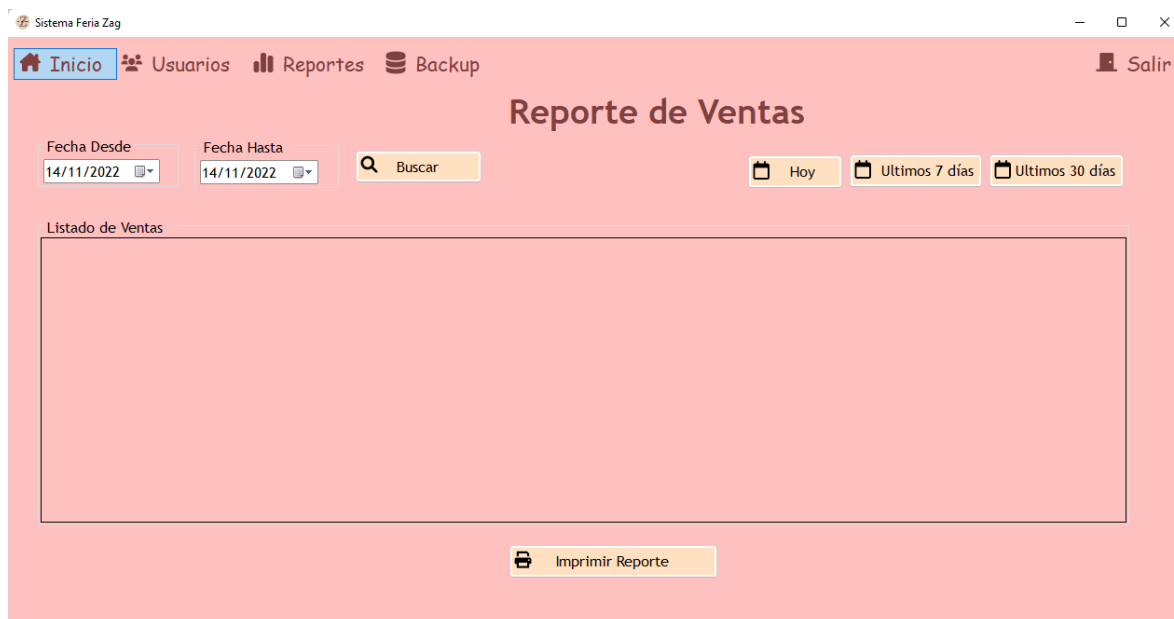 Sistema Feria Zag
Inicio Usuarios Reportes Backup Salir
Reporte de Ventas
Fecha Desde Fecha Hasta
14/11/2022 14/11/2022 Buscar Hoy Ultimos 7 días Ultimos 30 días
Listado de Ventas
Imprimir Reporte